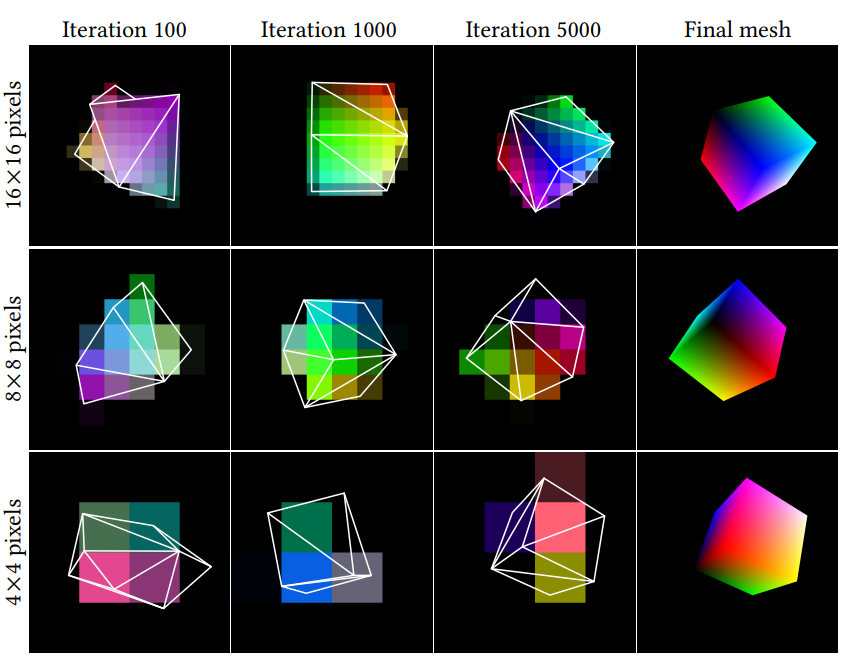 Iteration 100 Iteration 1000 Iteration 5000 Final mesh
16×16 pixels
8×8 pixels
4×4 pixels